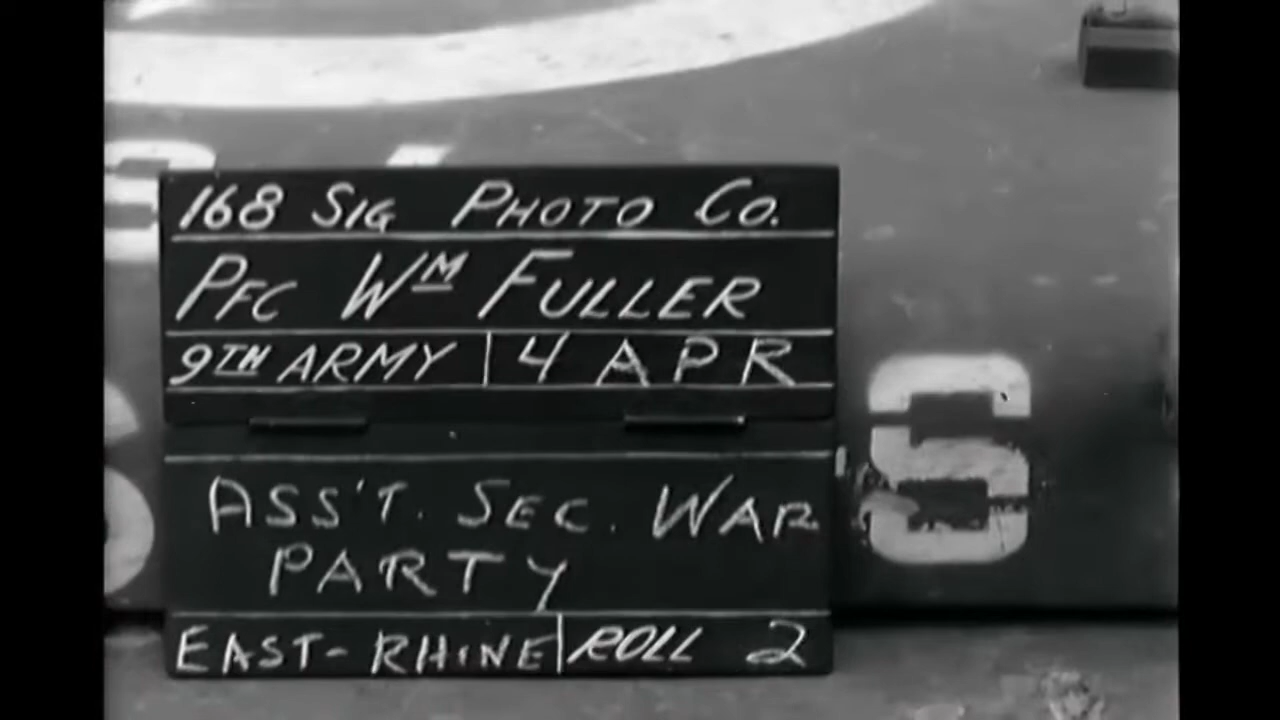 168 SIG PHOTO CO.
PFC WM FULLER
9TH ARMY | 4 APR
ASS'T. SEC. WAR
PARTY
EAST-RHINE | ROLL 2
S